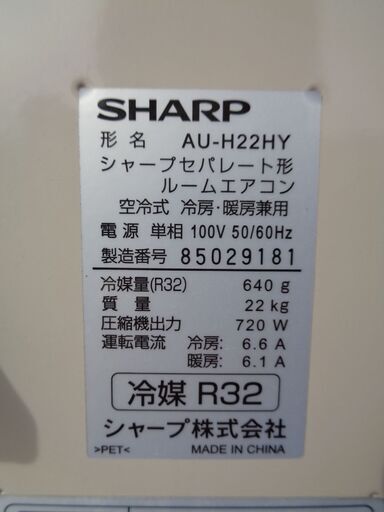 SHARP
形名 AU-H22HY
シャープセパレート形
ルームエアコン
空冷式 冷房・暖房兼用
電源 単相 100V 50/60Hz
製造番号 85029181
冷媒量(R32) 640 g
質量 22 kg
圧縮機出力 720 W
運転電流 冷房: 6.6 A
暖房: 6.1 A
冷媒 R32
シャープ株式会社
>PET< MADE IN CHINA